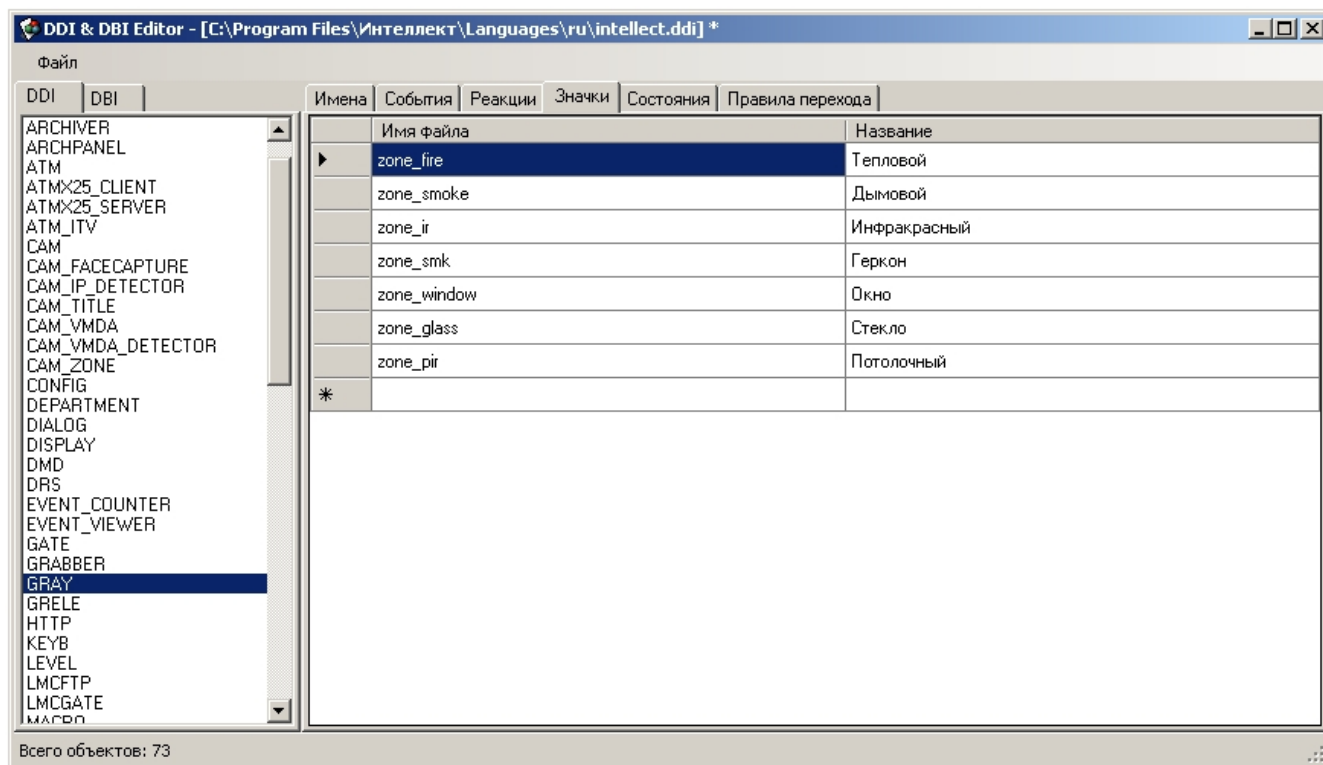 DDI & DBI Editor - [C:\Program Files\Интеллект\Languages\ru\intellect.ddi] *
Файл
DDI DBI
ARCHIVER
ARCHPANEL
ATM
ATMX25_CLIENT
ATMX25_SERVER
ATM_ITV
CAM
CAM_FACECAPTURE
CAM_IP_DETECTOR
CAM_TITLE
CAM_VMDA
CAM_VMDA_DETECTOR
CAM_ZONE
CONFIG
DEPARTMENT
DIALOG
DISPLAY
DMD
DRS
EVENT_COUNTER
EVENT_VIEWER
GATE
GRABBER
GRAY
GRELE
HTTP
KEYB
LEVEL
LMCFTP
LMCGATE
MACRO
Имена События Реакции Значки Состояния Правила перехода
Имя файла Название
zone_fire Тепловой
zone_smoke Дымовой
zone_ir Инфракрасный
zone_smk Геркон
zone_window Окно
zone_glass Стекло
zone_pir Потолочный
Всего объектов: 73